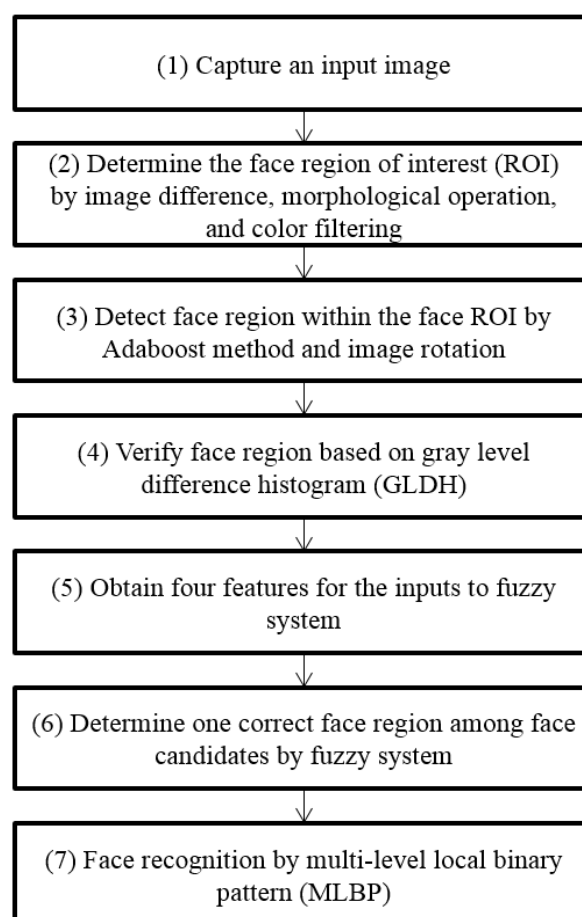 (1) Capture an input image
(2) Determine the face region of interest (ROI)
by image difference, morphological operation,
and color filtering
(3) Detect face region within the face ROI by
Adaboost method and image rotation
(4) Verify face region based on gray level
difference histogram (GLDH)
(5) Obtain four features for the inputs to fuzzy
system
(6) Determine one correct face region among face
candidates by fuzzy system
(7) Face recognition by multi-level local binary
pattern (MLBP)